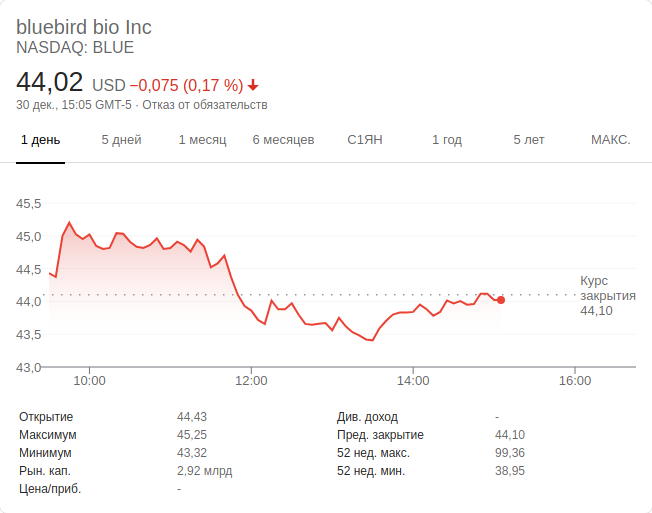 bluebird bio Inc
NASDAQ: BLUE
44,02 USD −0,075 (0,17 %)
30 дек., 15:05 GMT-5 · Отказ от обязательств
1 день 5 дней 1 месяц 6 месяцев С1ЯН 1 год 5 лет МАКС.
45,5
45,0
44,5
44,0
43,5
43,0
Курс
закрытия
44,10
10:00 12:00 14:00 16:00
Открытие 44,43 Див. доход -
Максимум 45,25 Пред. закрытие 44,10
Минимум 43,32 52 нед. макс. 99,36
Рын. кап. 2,92 млрд 52 нед. мин. 38,95
Цена/приб. -